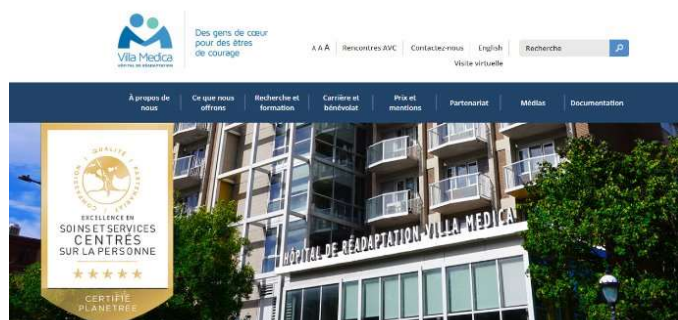 Villa Medica
HÔPITAL DE RÉADAPTATION
Des gens de cœur
pour des êtres
de courage
A A A Rencontres AVC Contactez-nous English
Visite virtuelle
Recherche
À propos de nous
Ce que nous offrons
Recherche et formation
Carrière et bénévolat
Prix et mentions
Partenariat
Médias
Documentation
COMPASSION | QUALITÉ | PARTENARIAT
EXCELLENCE EN
SOINS ET SERVICES
CENTRÉS
SUR LA PERSONNE
CERTIFIÉ
PLANETREE
HÔPITAL DE RÉADAPTATION VILLA MEDICA